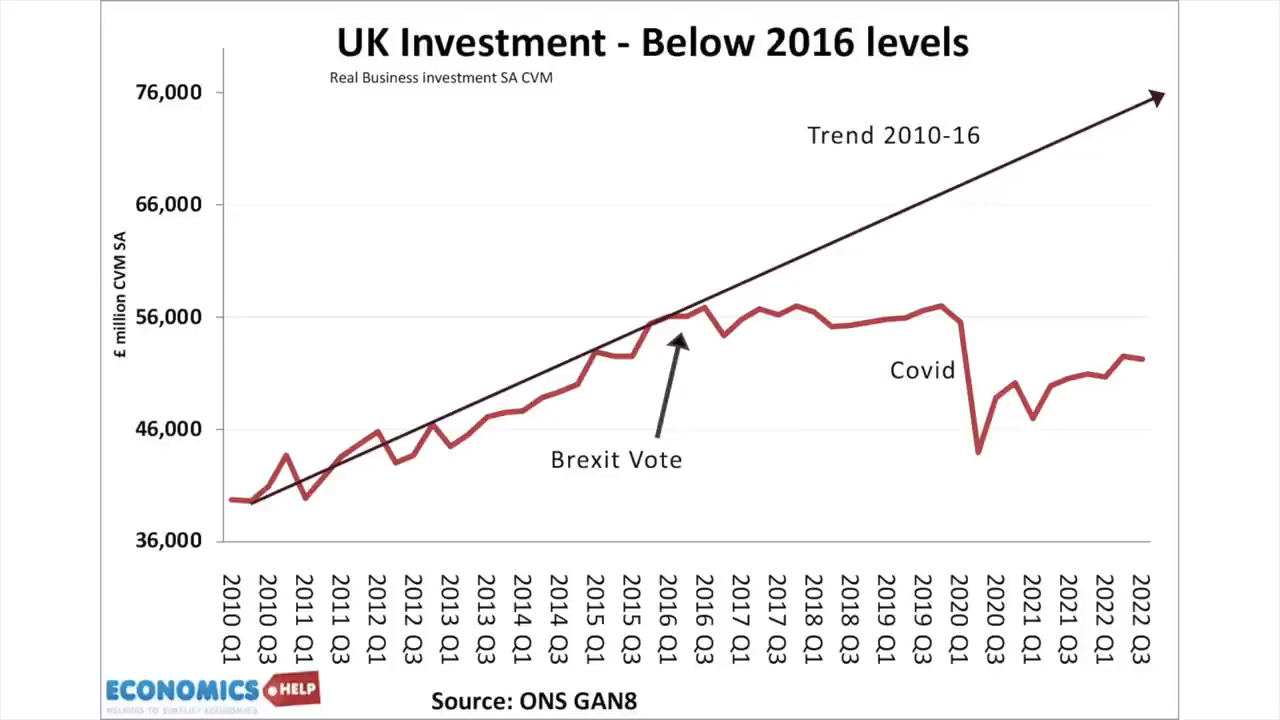 UK Investment - Below 2016 levels
Real Business investment SA CVM
76,000
66,000
56,000
46,000
36,000
£ million CVM SA
Trend 2010-16
Covid
Brexit Vote
2010 Q1
2010 Q3
2011 Q1
2011 Q3
2012 Q1
2012 Q3
2013 Q1
2013 Q3
2014 Q1
2014 Q3
2015 Q1
2015 Q3
2016 Q1
2016 Q3
2017 Q1
2017 Q3
2018 Q1
2018 Q3
2019 Q1
2019 Q3
2020 Q1
2020 Q3
2021 Q1
2021 Q3
2022 Q1
2022 Q3
ECONOMICS HELP
HELPING TO SIMPLIFY ECONOMICS
Source: ONS GAN8